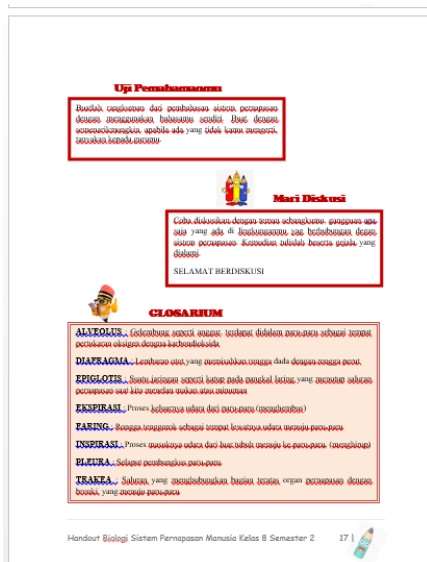 Uji Pemahamanmu
Buatlah rangkuman dari pembahasan sistem pernapasan
dengan menggunakan bahasamu sendiri. Buat dengan
semenarikmungkin, apabila ada yang tidak kamu mengerti,
tanyakan kepada gurumu.
Mari Diskusi
Coba diskusikan dengan teman sebangkumu, gangguan apa
saja yang ada di lingkunganmu yag berhubungan degan
sistem pernapasan. Kemudian tulislah beserta gejala yang
dialami.
SELAMAT BERDISKUSI
GLOSARIUM
ALVEOLUS : Gelembung seperti anggur, terdapat didalam paru-paru sebagai tempat
pertukaran oksigen dengna karbondioksida
DIAFRAGMA : Lembaran otot yang memisahkan rongga dada dengan rongga perut.
EPIGLOTIS : Suatu jaringan seperti katup pada pangkal laring yang menutup saluran
pernapasan saat kita menelan makan atau minuman
EKSPIRASI : Proses keluarnya udara dari paru-paru (menghembus)
FARING : Rongga tenggorok sebagai tempat lewatnya udara menuju paru-paru
INSPIRASI : Proses masuknya udara dari luar tubuh menuju ke paru-paru. (menghirup)
PLEURA : Selaput pembungkus paru-paru
TRAKEA : Saluran yang menghubungkan bagian teratas organ pernapasan dengan
bronki, yang menuju paru-paru
Handout Biologi Sistem Pernapasan Manusia Kelas 8 Semester 2 17 |